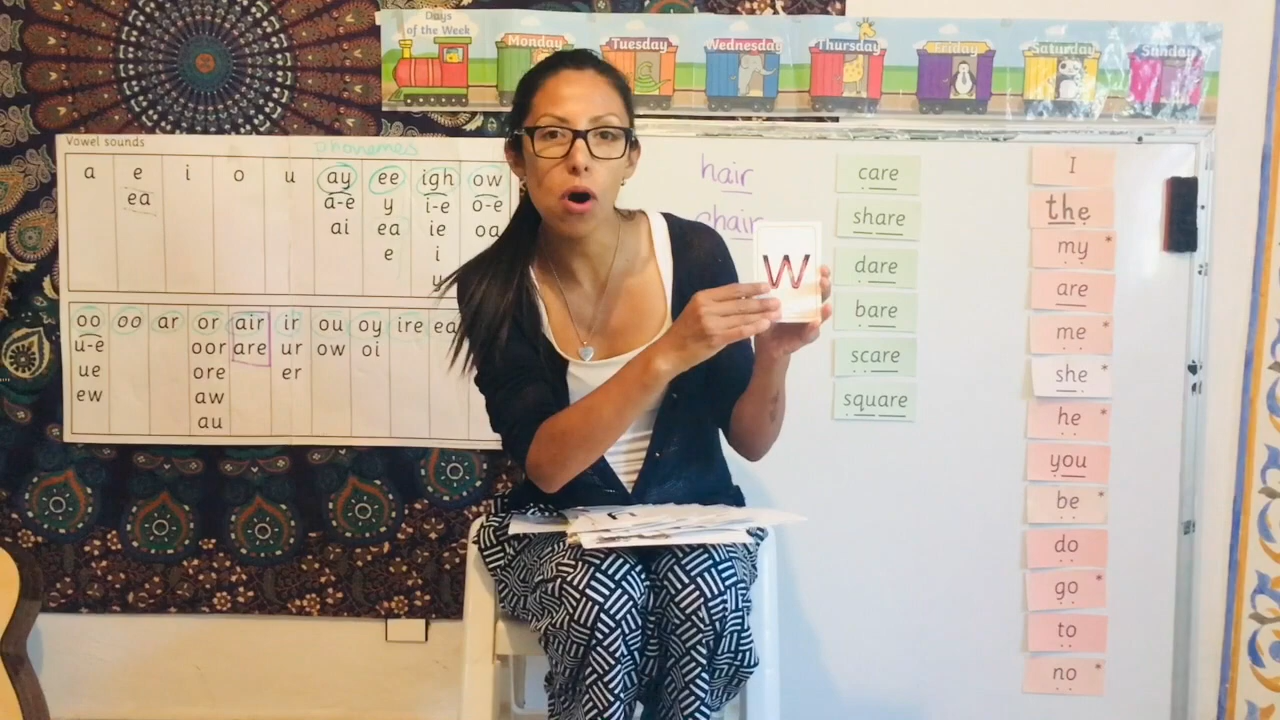 Days
of the Week
Monday
Tuesday
Wednesday
Thursday
Friday
Saturday
Sunday
Vowel sounds
phonemes
a e i o u ay ee igh ow
ea a-e y i-e o-e
ai ea ie oa
e i
y
oo oo ar or air ir ou oy ire ea
u-e oor are ur ow oi
ue ore er
ew aw
au
hair
chair
w
care
share
dare
bare
scare
square
I
the
my*
are
me*
she*
he*
you
be*
do
go*
to
no*